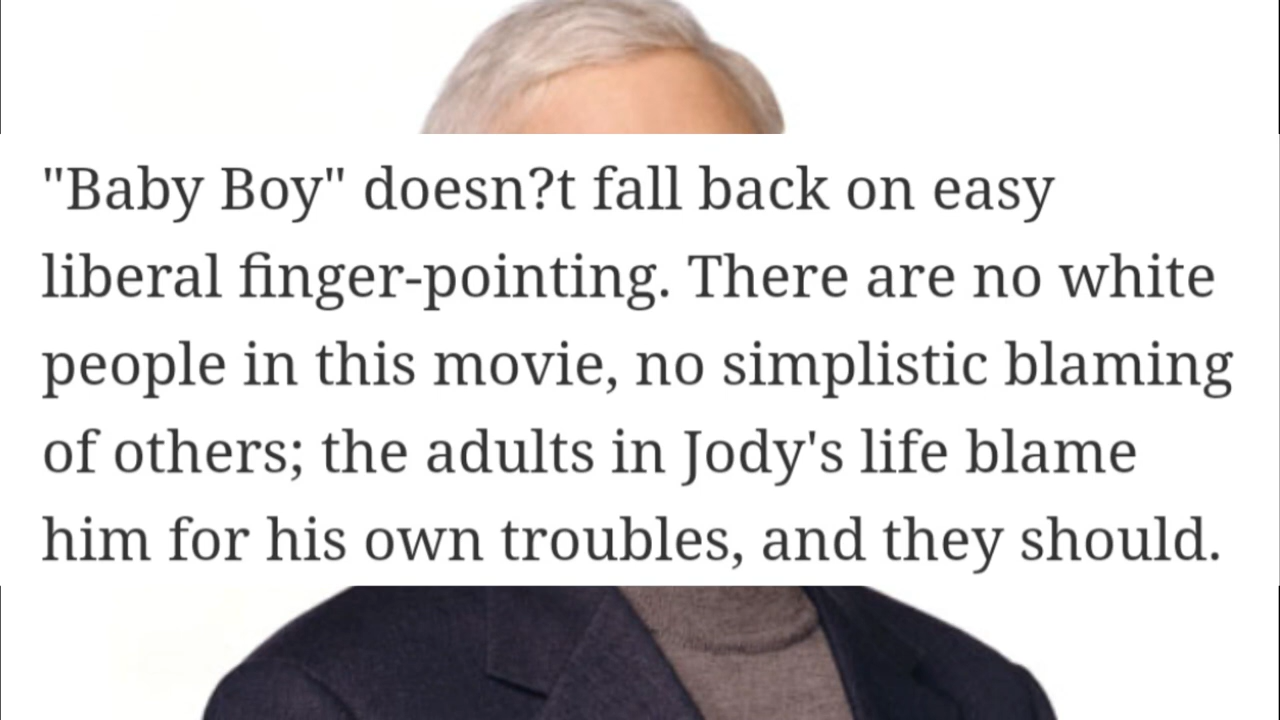 "Baby Boy" doesn?t fall back on easy
liberal finger-pointing. There are no white
people in this movie, no simplistic blaming
of others; the adults in Jody's life blame
him for his own troubles, and they should.